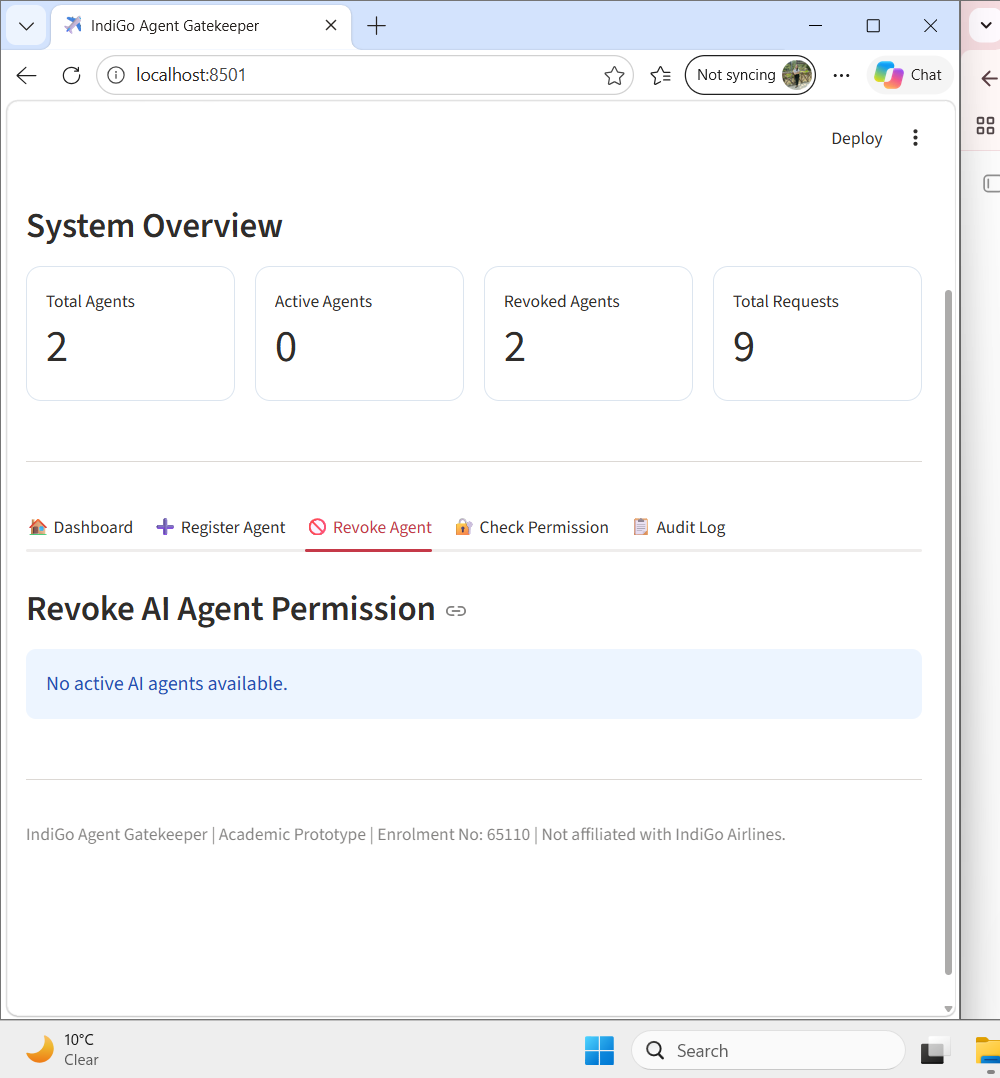 IndiGo Agent Gatekeeper
localhost:8501
Not syncing
Chat
Deploy
System Overview
Total Agents
2
Active Agents
0
Revoked Agents
2
Total Requests
9
Dashboard
Register Agent
Revoke Agent
Check Permission
Audit Log
Revoke AI Agent Permission
No active AI agents available.
IndiGo Agent Gatekeeper | Academic Prototype | Enrolment No: 65110 | Not affiliated with IndiGo Airlines.
10°C
Clear
Search